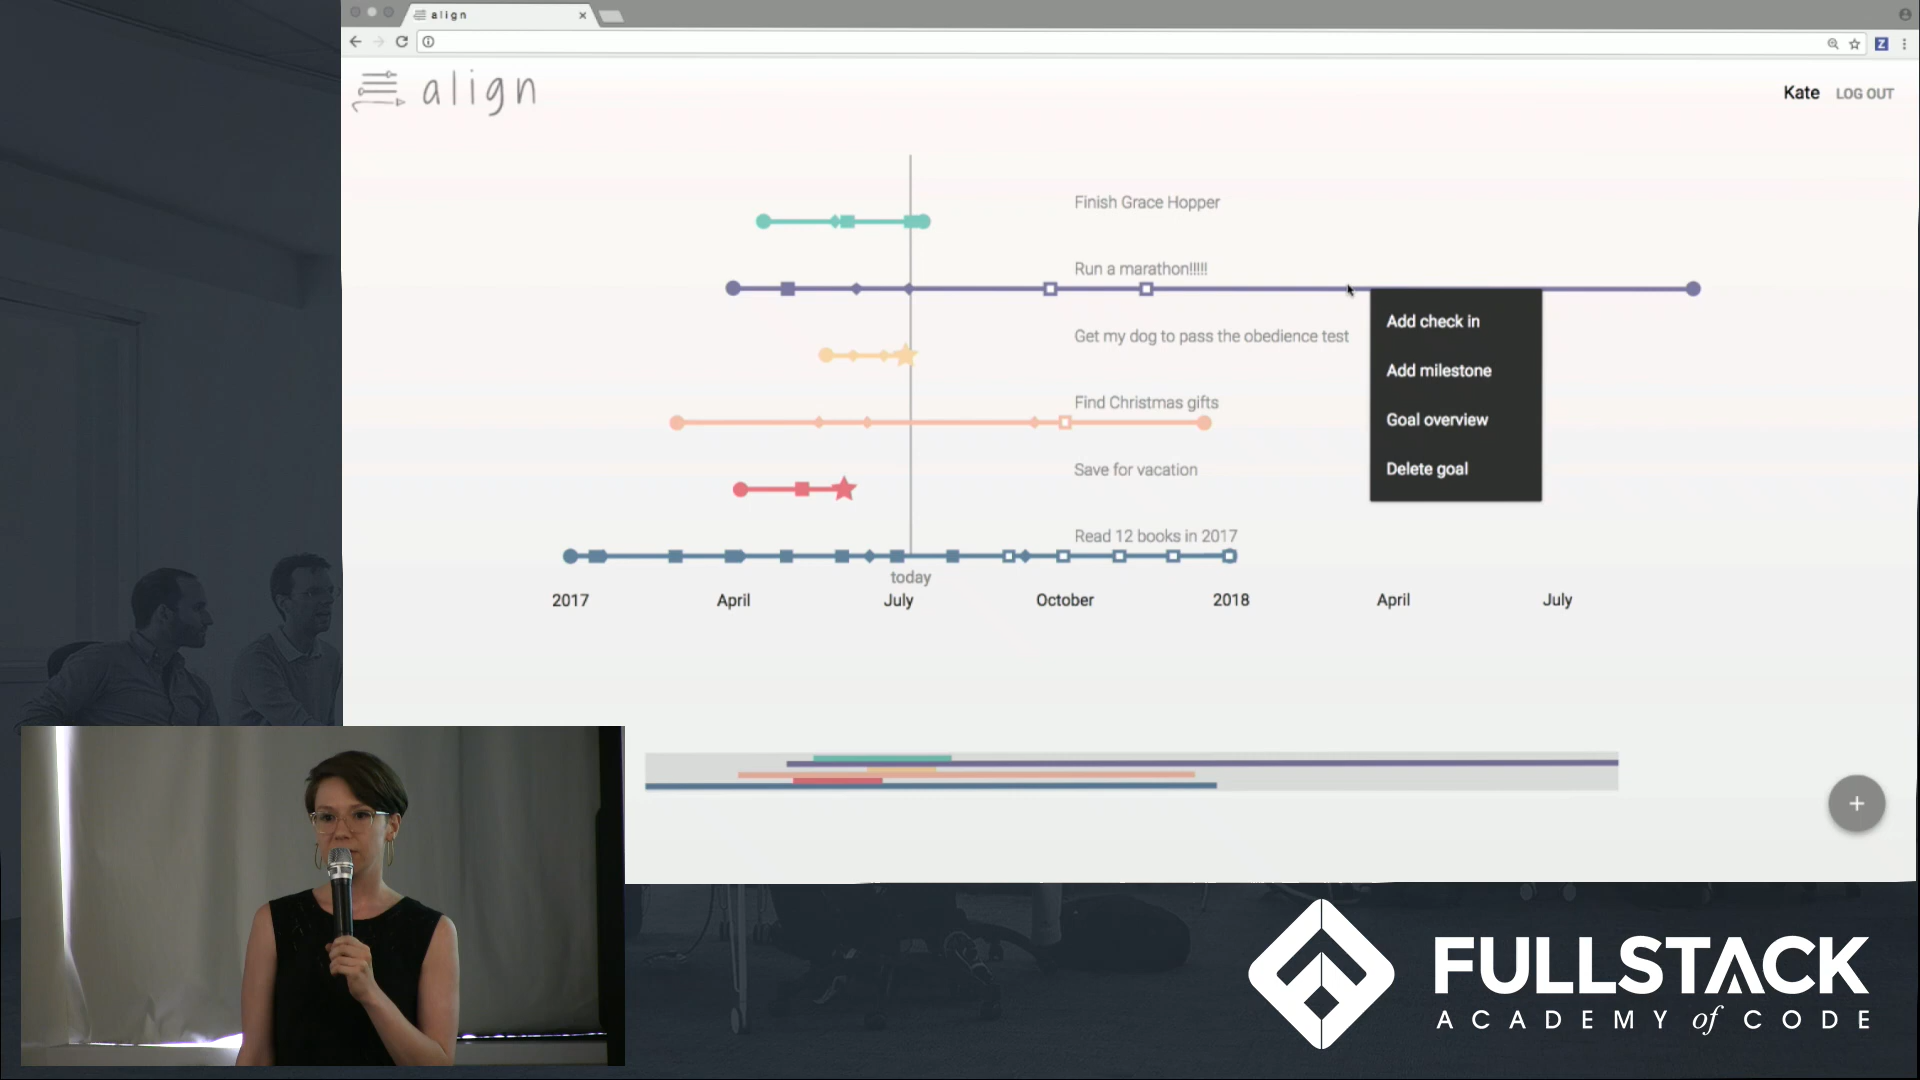 align
align
Kate LOG OUT
Finish Grace Hopper
Run a marathon!!!!!
Add check in
Get my dog to pass the obedience test
Add milestone
Find Christmas gifts
Goal overview
Save for vacation
Delete goal
Read 12 books in 2017
today
2017 April July October 2018 April July
+
Z
FULLSTACK
ACADEMY of CODE